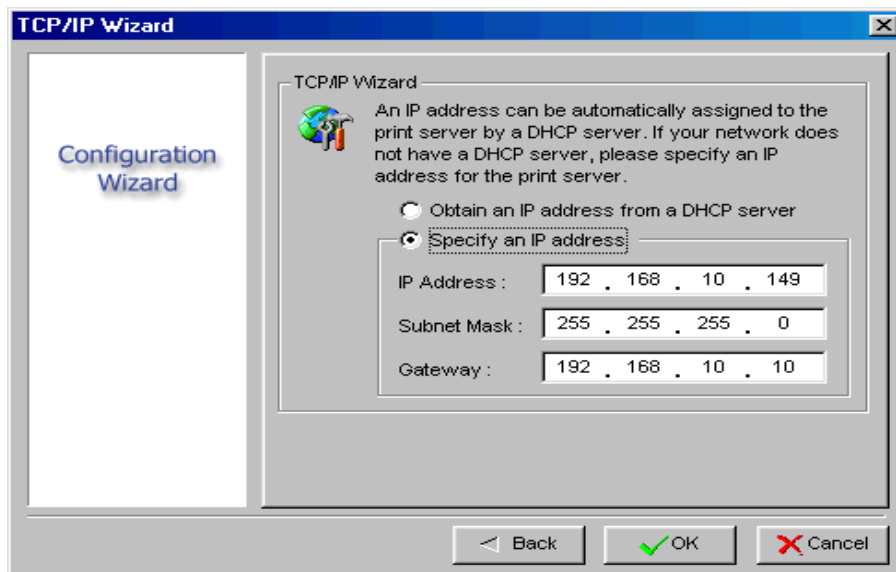 TCP/IP Wizard
Configuration
Wizard
TCP/IP Wizard
An IP address can be automatically assigned to the
print server by a DHCP server. If your network does
not have a DHCP server, please specify an IP
address for the print server.
Obtain an IP address from a DHCP server
Specify an IP address
IP Address : 192 . 168 . 10 . 149
Subnet Mask : 255 . 255 . 255 . 0
Gateway : 192 . 168 . 10 . 10
Back OK Cancel